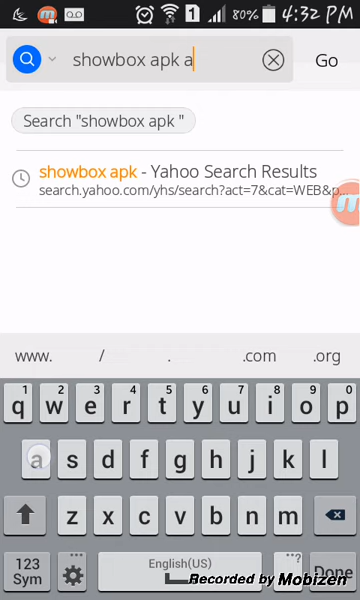 1 80% 4:32 PM
showbox apk a Go
Search "showbox apk "
showbox apk - Yahoo Search Results
search.yahoo.com/yhs/search?act=7&cat=WEB&p...
www. / . .com .org
1 2 3 4 5 6 7 8 9 0
q w e r t y u i o p
a s d f g h j k l
z x c v b n m
123 Sym English(US) ...? Done
Recorded by Mobizen